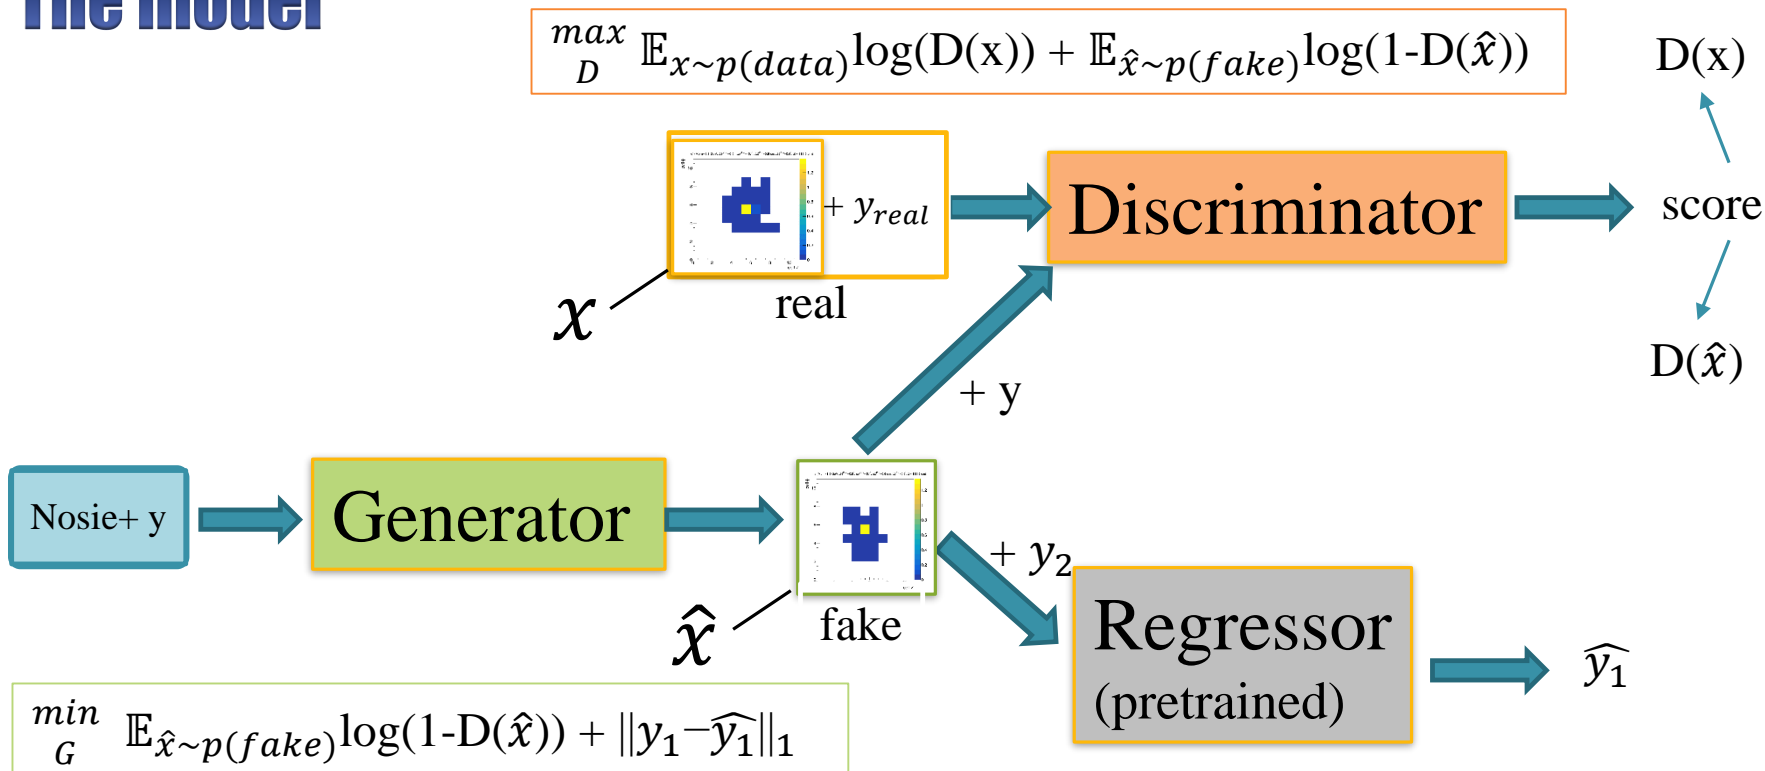 The model
max D 𝔼x~p(data)log(D(x)) + 𝔼x̂~p(fake)log(1-D(x̂))
D(x)
+ yreal
Discriminator
score
x
real
D(x̂)
+ y
Nosie+ y
Generator
+ y₂
x̂
fake
Regressor
(pretrained)
ŷ₁
min G 𝔼x̂~p(fake)log(1-D(x̂)) + ||y₁−ŷ₁||₁